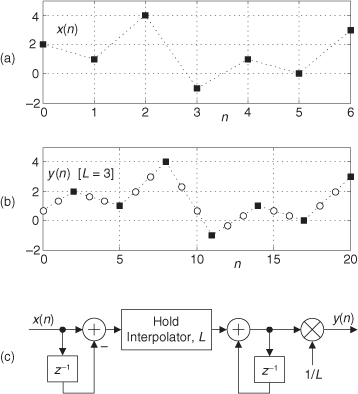 4
x(n)
2
(a)
0
−2
0 1 2 3 4 5 6
n
4
y(n) [L = 3]
2
(b)
0
−2
0 5 10 15 20
n
x(n)
Hold
Interpolator, L
y(n)
+
−
+
z⁻¹
z⁻¹
1/L
(c)